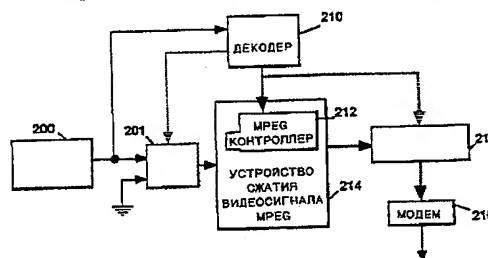 210
ДЕКОДЕР
200
201
212
MPEG
КОНТРОЛЛЕР
УСТРОЙСТВО
СЖАТИЯ
ВИДЕОСИГНАЛА
MPEG
214
МОДЕМ